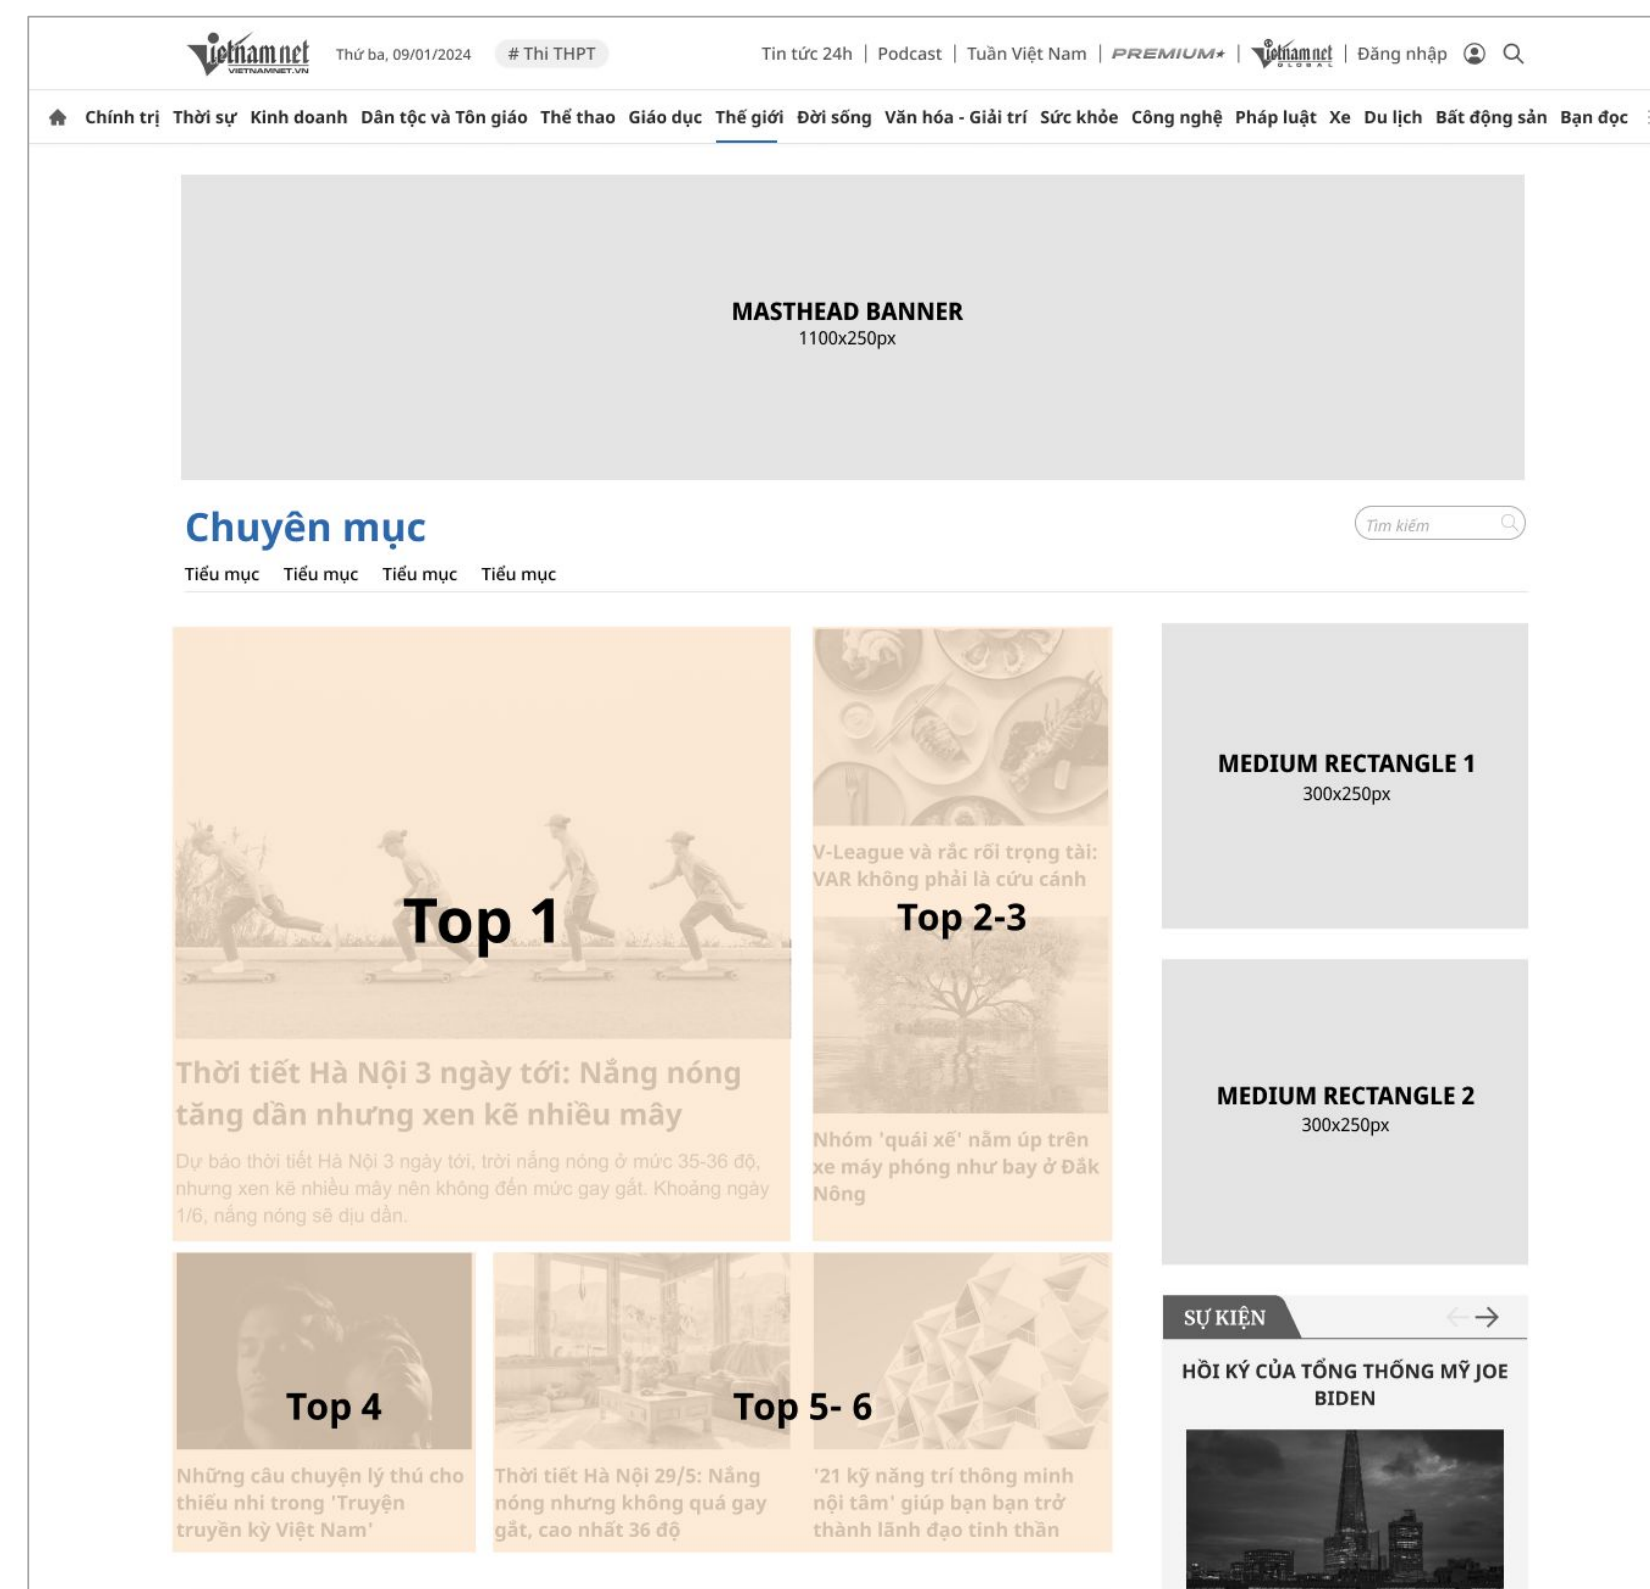 Vietnamnet
VIETNAMNET.VN
Thứ ba, 09/01/2024
# Thi THPT
Tin tức 24h | Podcast | Tuần Việt Nam | PREMIUM | Vietnamnet | Đăng nhập
GLOBAL
Chính trị Thời sự Kinh doanh Dân tộc và Tôn giáo Thể thao Giáo dục Thế giới Đời sống Văn hóa - Giải trí Sức khỏe Công nghệ Pháp luật Xe Du lịch Bất động sản Bạn đọc
MASTHEAD BANNER
1100x250px
Chuyên mục
Tìm kiếm
Tiểu mục Tiểu mục Tiểu mục Tiểu mục
Top 1
Thời tiết Hà Nội 3 ngày tới: Nắng nóng
tăng dần nhưng xen kẽ nhiều mây
Dự báo thời tiết Hà Nội 3 ngày tới, trời nắng nóng ở mức 35-36 độ,
nhưng xen kẽ nhiều mây nên không đến mức gay gắt. Khoảng ngày
1/6, nắng nóng sẽ dịu dần.
V-League và rắc rối trọng tài:
VAR không phải là cứu cánh
Top 2-3
Nhóm 'quái xế' nằm úp trên
xe máy phóng như bay ở Đắk
Nông
MEDIUM RECTANGLE 1
300x250px
MEDIUM RECTANGLE 2
300x250px
Top 4
Những câu chuyện lý thú cho
thiếu nhi trong 'Truyện
truyền kỳ Việt Nam'
Top 5- 6
Thời tiết Hà Nội 29/5: Nắng
nóng nhưng không quá gay
gắt, cao nhất 36 độ
'21 kỹ năng trí thông minh
nội tâm' giúp bạn bạn trở
thành lãnh đạo tinh thần
SỰ KIỆN
HỒI KÝ CỦA TỔNG THỐNG MỸ JOE
BIDEN